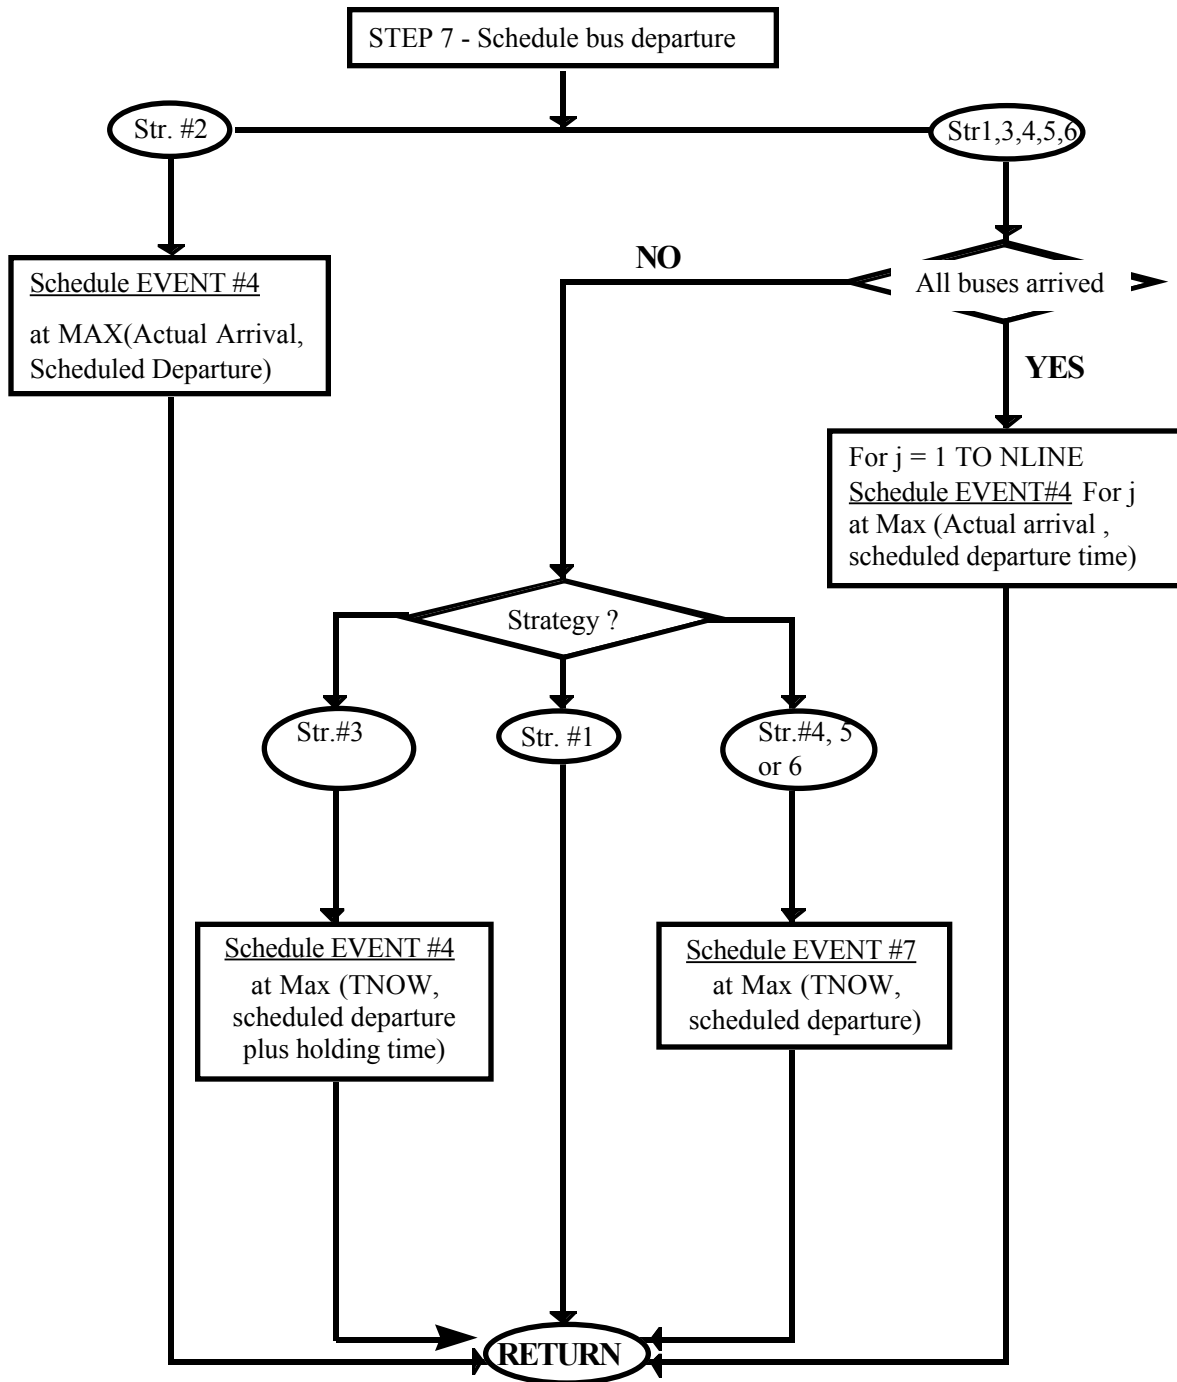 STEP 7 - Schedule bus departure
Str. #2
Str1,3,4,5,6
NO
Schedule EVENT #4
at MAX(Actual Arrival,
Scheduled Departure)
All buses arrived
YES
For j = 1 TO NLINE
Schedule EVENT#4 For j
at Max (Actual arrival ,
scheduled departure time)
Strategy ?
Str.#3
Str. #1
Str.#4, 5
or 6
Schedule EVENT #4
at Max (TNOW,
scheduled departure
plus holding time)
Schedule EVENT #7
at Max (TNOW,
scheduled departure)
RETURN